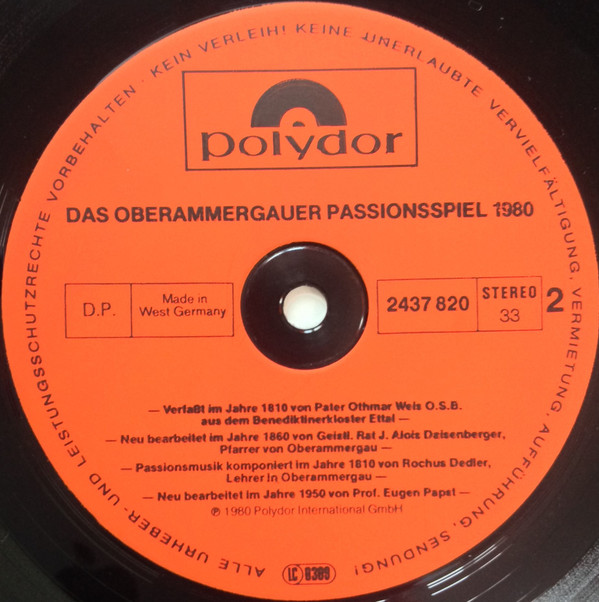 ALLE URHEBER- UND LEISTUNGSSCHUTZRECHTE VORBEHALTEN · KEIN VERLEIH! KEINE UNERLAUBTE VERVIELFÄLTIGUNG, VERMIETUNG, AUFFÜHRUNG, SENDUNG!
polydor
DAS OBERAMMERGAUER PASSIONSSPIEL 1980
D.P.
Made in
West Germany
2437 820
STEREO
33
2
— Verfaßt im Jahre 1810 von Pater Othmar Weis O.S.B.
aus dem Benediktinerkloster Ettal —
— Neu bearbeitet im Jahre 1860 von Geistl. Rat J. Alois Daisenberger,
Pfarrer von Oberammergau —
— Passionsmusik komponiert im Jahre 1810 von Rochus Dedler,
Lehrer in Oberammergau —
— Neu bearbeitet im Jahre 1950 von Prof. Eugen Papst —
℗ 1980 Polydor International GmbH
LC 0309